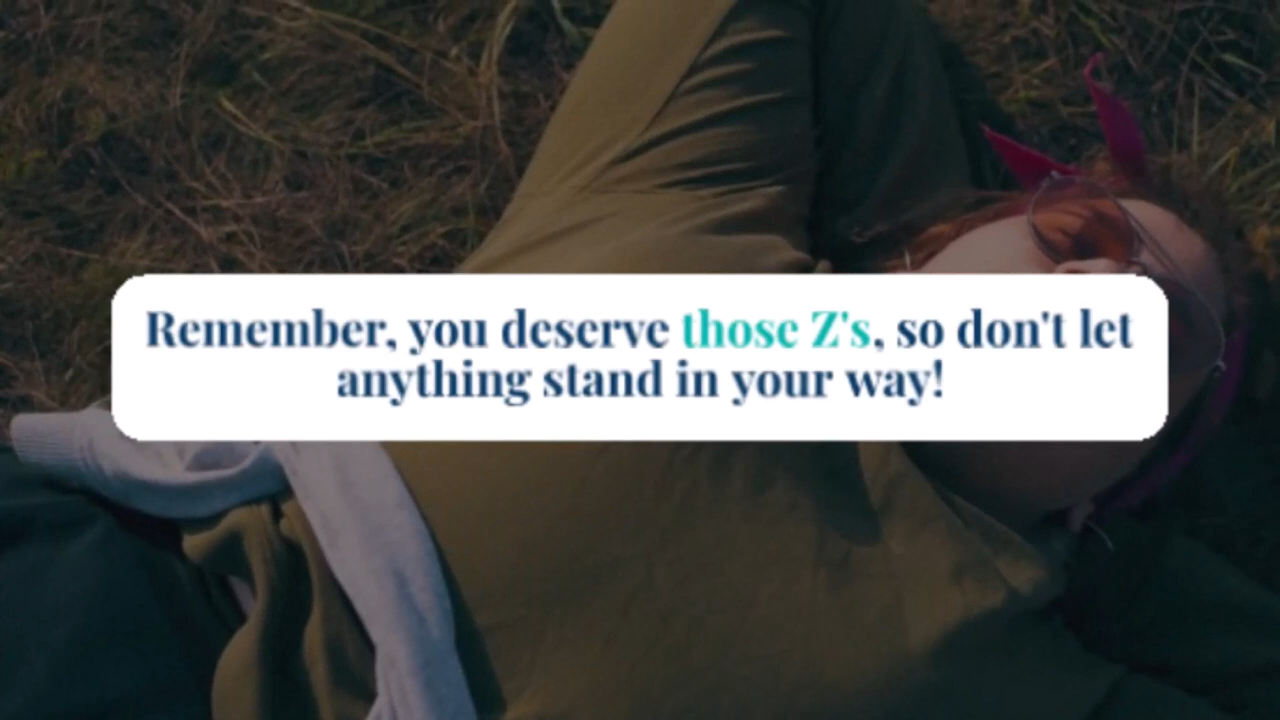 Remember, you deserve those Z's, so don't let
anything stand in your way!